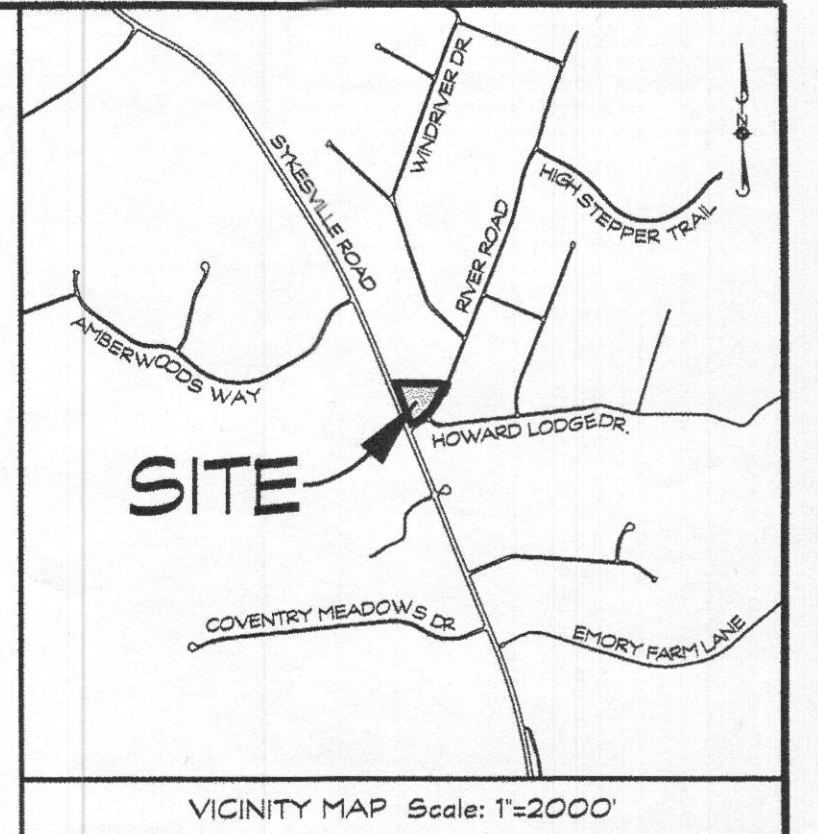 WINDRIVER DR.
SYKESVILLE ROAD
N
HIGH STEPPER TRAIL
RIVER ROAD
AMBERWOODS WAY
HOWARD LODGE DR.
SITE
COVENTRY MEADOWS DR
EMORY FARM LANE
VICINITY MAP Scale: 1"=2000'